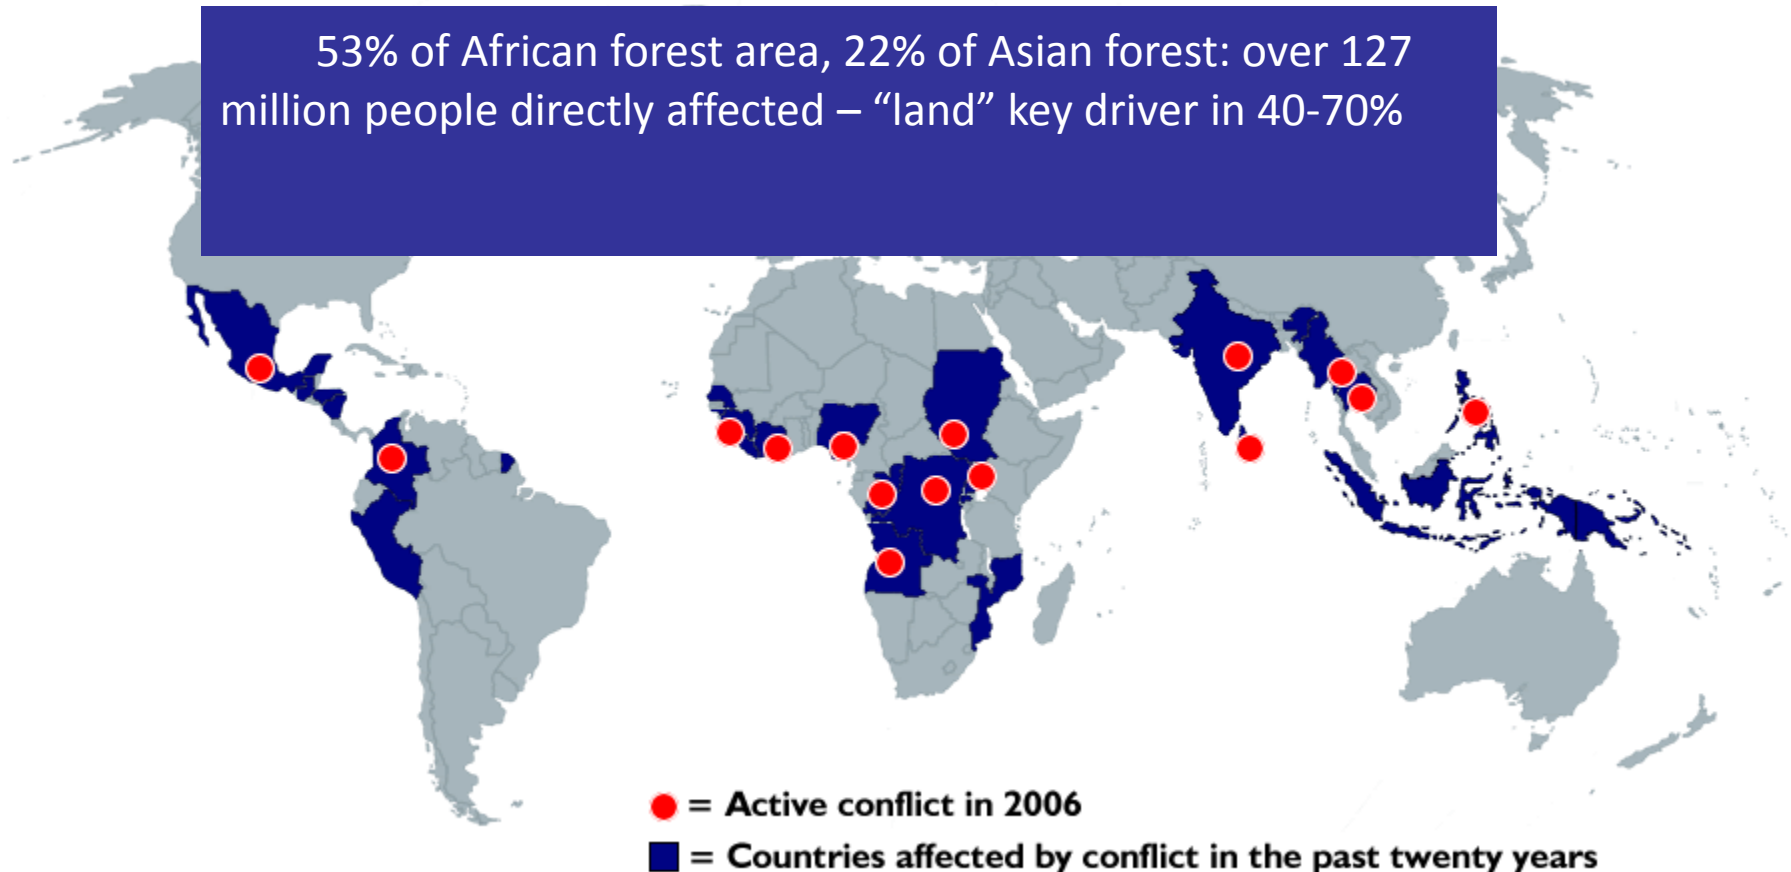 53% of African forest area, 22% of Asian forest: over 127
million people directly affected – “land” key driver in 40-70%
= Active conflict in 2006
= Countries affected by conflict in the past twenty years